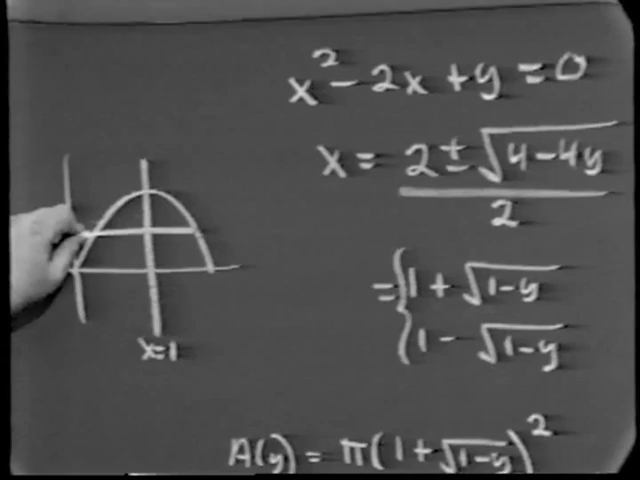 x² - 2x + y = 0
x = (2 ± √(4 - 4y)) / 2
= { 1 + √(1 - y)
{ 1 - √(1 - y)
x = 1
A(y) = π(1 + √(1 - y))²